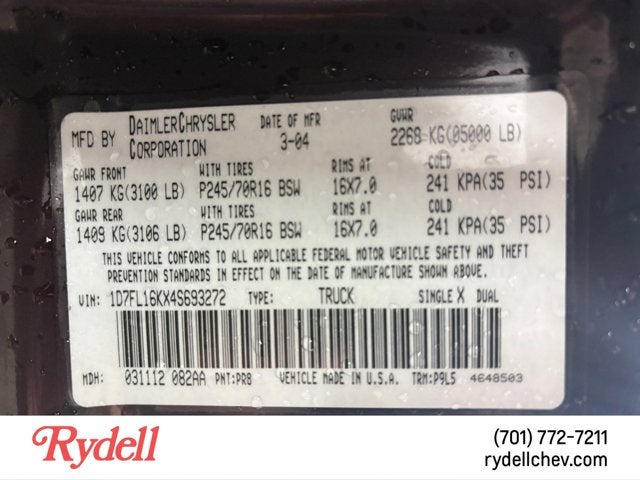 MFD BY DAIMLERCHRYSLER CORPORATION DATE OF MFR 3-04 GVWR 2268 KG(05000 LB)
GAWR FRONT WITH TIRES RIMS AT COLD
1407 KG(3100 LB) P245/70R16 BSW 16X7.0 241 KPA(35 PSI)
GAWR REAR WITH TIRES RIMS AT COLD
1409 KG(3106 LB) P245/70R16 BSW 16X7.0 241 KPA(35 PSI)
THIS VEHICLE CONFORMS TO ALL APPLICABLE FEDERAL MOTOR VEHICLE SAFETY AND THEFT
PREVENTION STANDARDS IN EFFECT ON THE DATE OF MANUFACTURE SHOWN ABOVE.
VIN: 1D7FL16KX4S693272 TYPE: TRUCK SINGLE X DUAL
MDH: 031112 082AA PNT:PR8 VEHICLE MADE IN U.S.A. TRM:P9L5 4648503
Rydell
(701) 772-7211
rydellchev.com